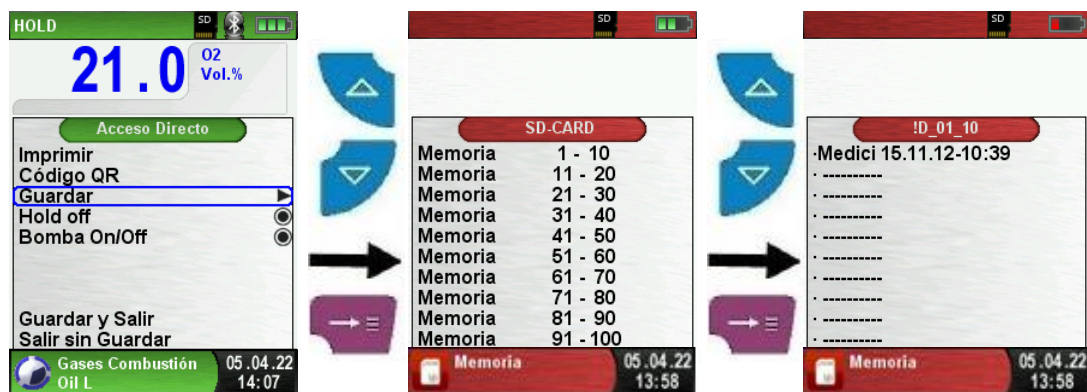 HOLD
SD
21.0
O2
Vol.%
Acceso Directo
Imprimir
Código QR
Guardar
Hold off
Bomba On/Off
Guardar y Salir
Salir sin Guardar
Gases Combustión
Oil L
05.04.22
14:07
SD
SD-CARD
Memoria 1 - 10
Memoria 11 - 20
Memoria 21 - 30
Memoria 31 - 40
Memoria 41 - 50
Memoria 51 - 60
Memoria 61 - 70
Memoria 71 - 80
Memoria 81 - 90
Memoria 91 - 100
Memoria
05.04.22
13:58
SD
!D_01_10
·Medici 15.11.12-10:39
· ----------
· ----------
· ----------
· ----------
· ----------
· ----------
· ----------
· ----------
· ----------
Memoria
05.04.22
13:58